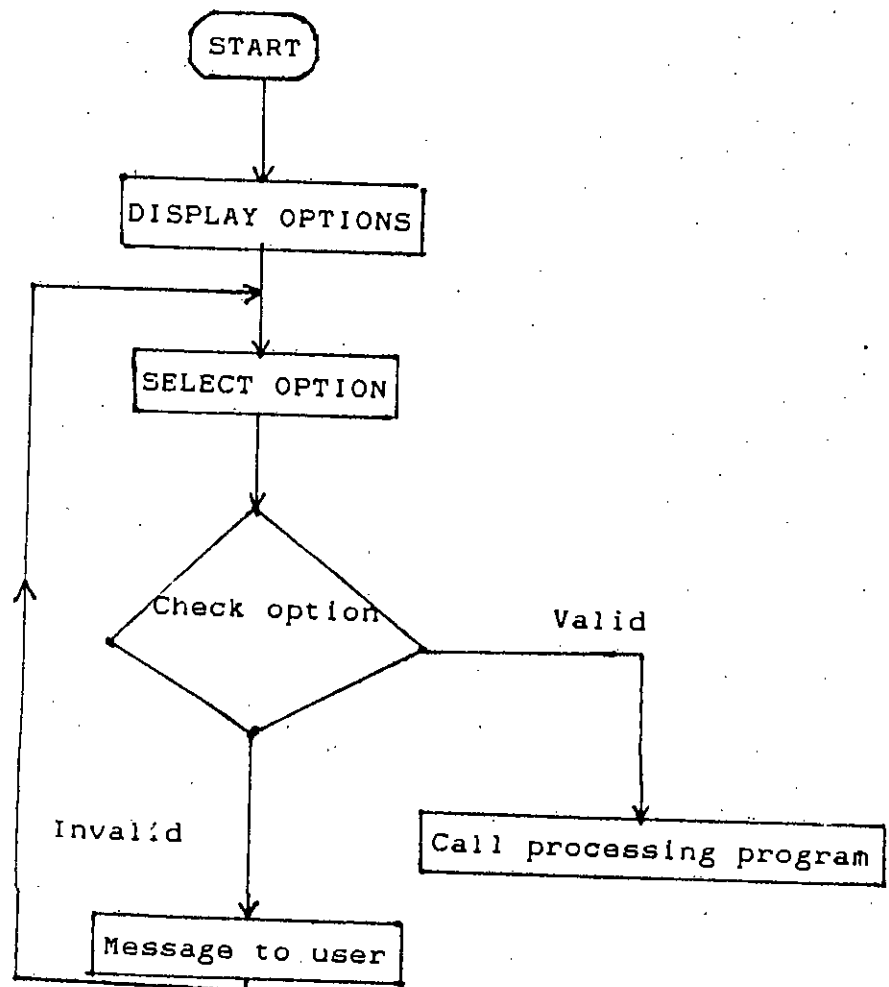 START
DISPLAY OPTIONS
SELECT OPTION
Check option
Valid
Invalid
Call processing program
Message to user